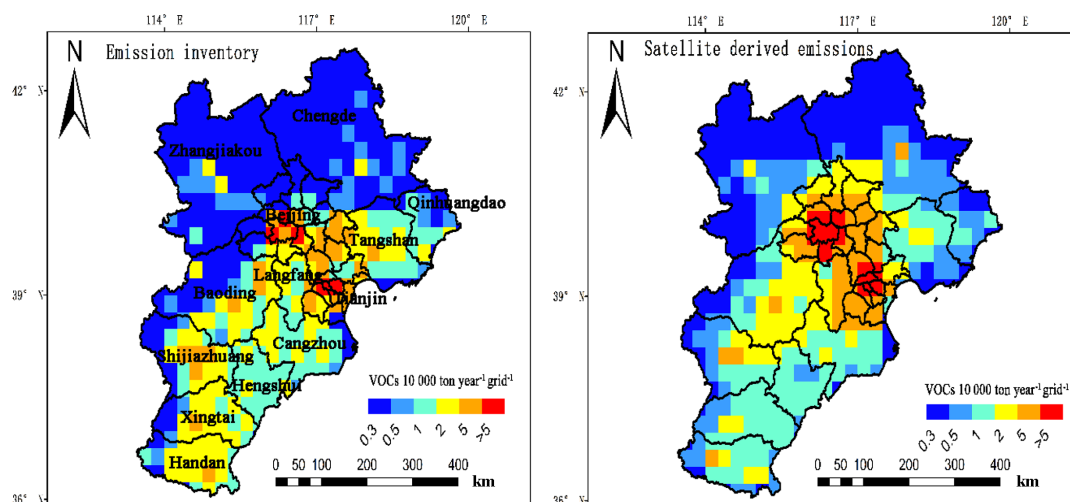 114° E 117° E 120° E
N Emission inventory
42° N
Chengde
Zhangjiakou
Qinhuangdao
Beijing
Tangshan
Langfang
39° N
Baoding
Tianjin
Cangzhou
Shijiazhuang
Hengshui
VOCs 10 000 ton year⁻¹ grid⁻¹
Xingtai
0.3 0.5 1 2 5 >5
Handan
0 50 100 200 300 400
km
36° N
114° E 117° E 120° E
N Satellite derived emissions
42° N
39° N
VOCs 10 000 ton year⁻¹ grid⁻¹
0.3 0.5 1 2 5 >5
0 50 100 200 300 400
km
36° N